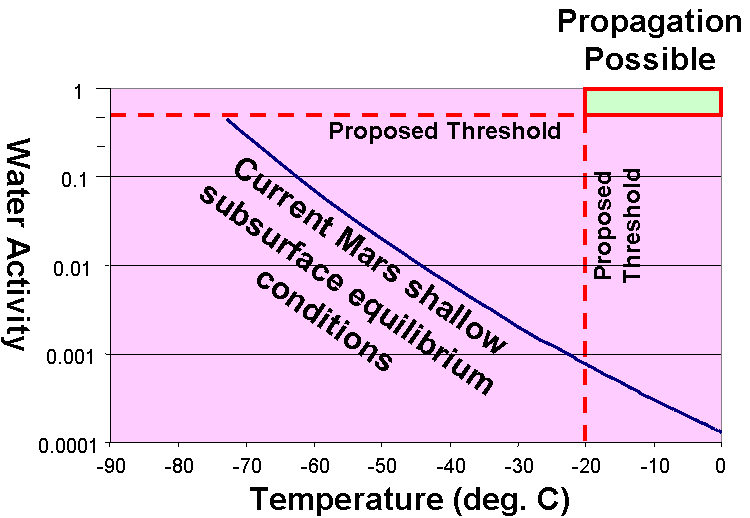 Propagation
Possible
1
0.1
0.01
0.001
0.0001
Water Activity
Proposed Threshold
Proposed
Threshold
Current Mars shallow
subsurface equilibrium
conditions
-90 -80 -70 -60 -50 -40 -30 -20 -10 0
Temperature (deg. C)